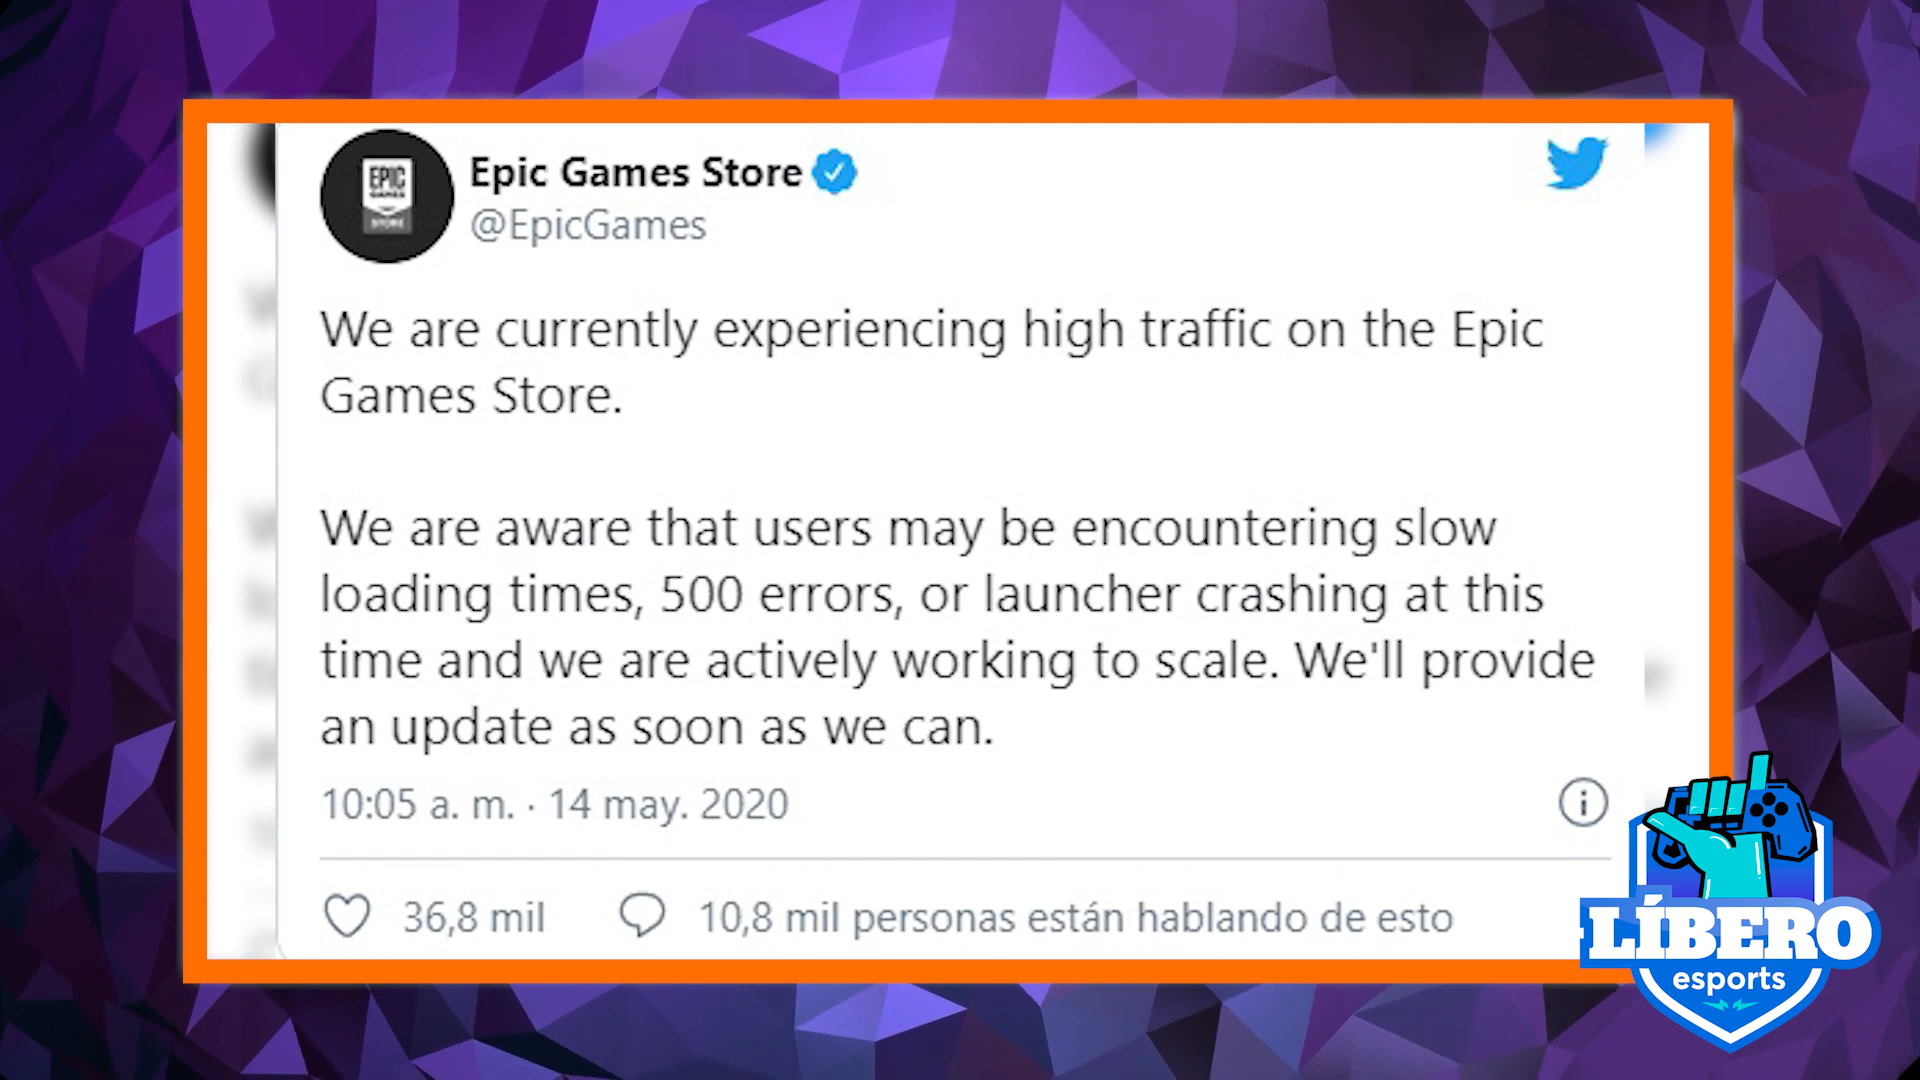 EPIC
GAMES
STORE
Epic Games Store
@EpicGames
We are currently experiencing high traffic on the Epic
Games Store.
We are aware that users may be encountering slow
loading times, 500 errors, or launcher crashing at this
time and we are actively working to scale. We'll provide
an update as soon as we can.
10:05 a. m. · 14 may. 2020
36,8 mil
10,8 mil personas están hablando de esto
LÍBERO
esports